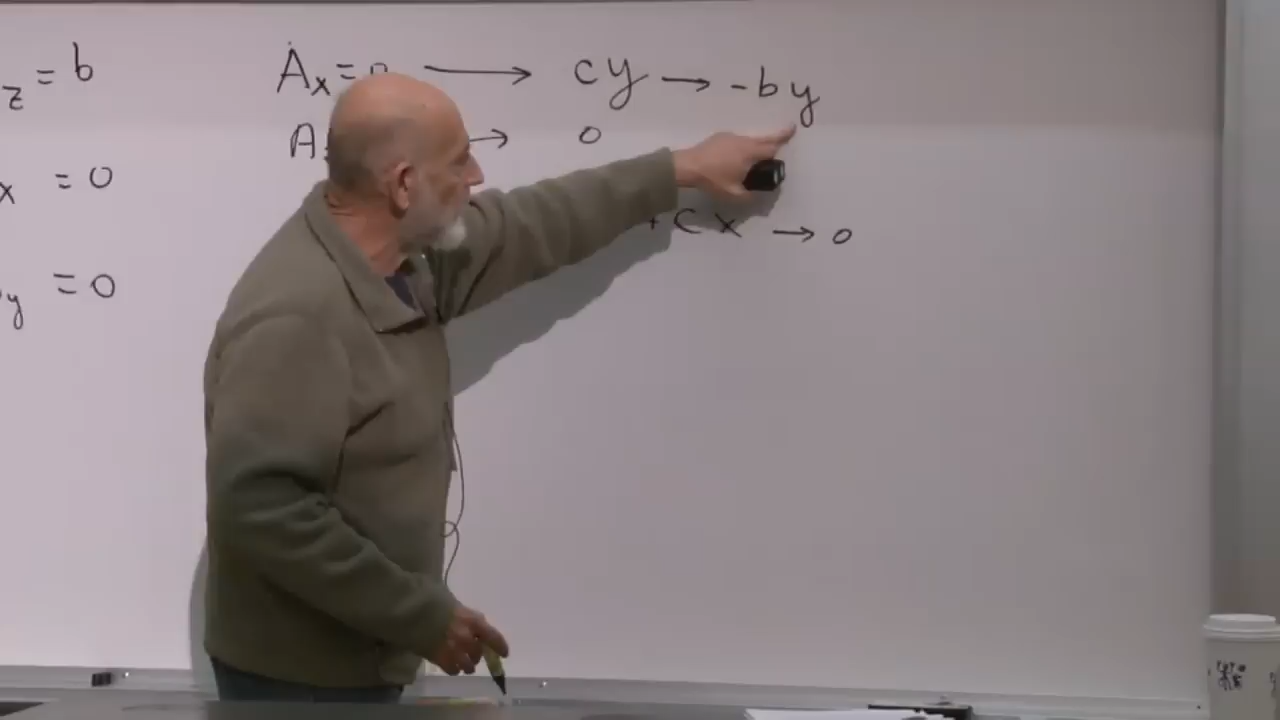 z = b
x = 0
y = 0
Ax = 0 → cy → -by
A → 0
+ cx → 0